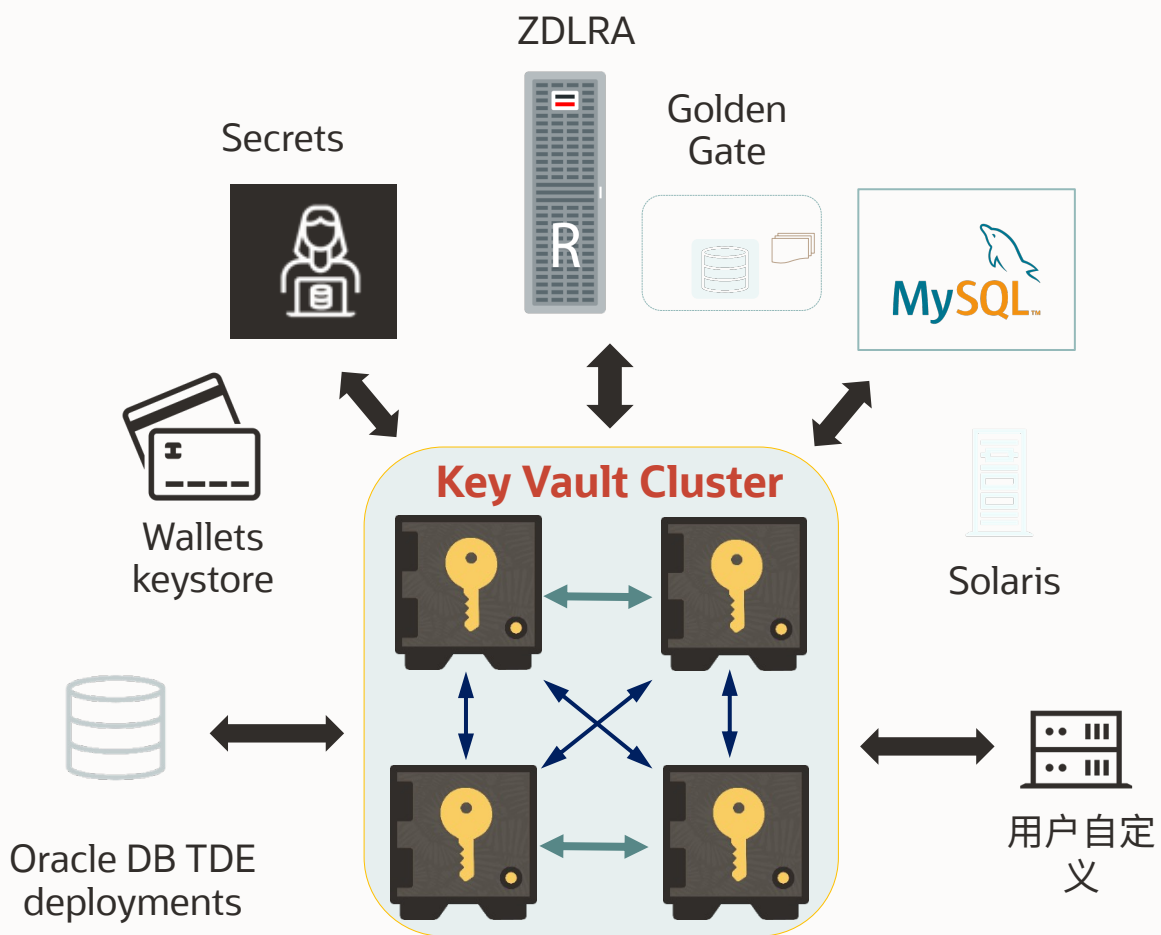 ZDLRA
Golden
Gate
Secrets
R
MySQL™
Key Vault Cluster
Wallets
keystore
Solaris
用户自定
义
Oracle DB TDE
deployments